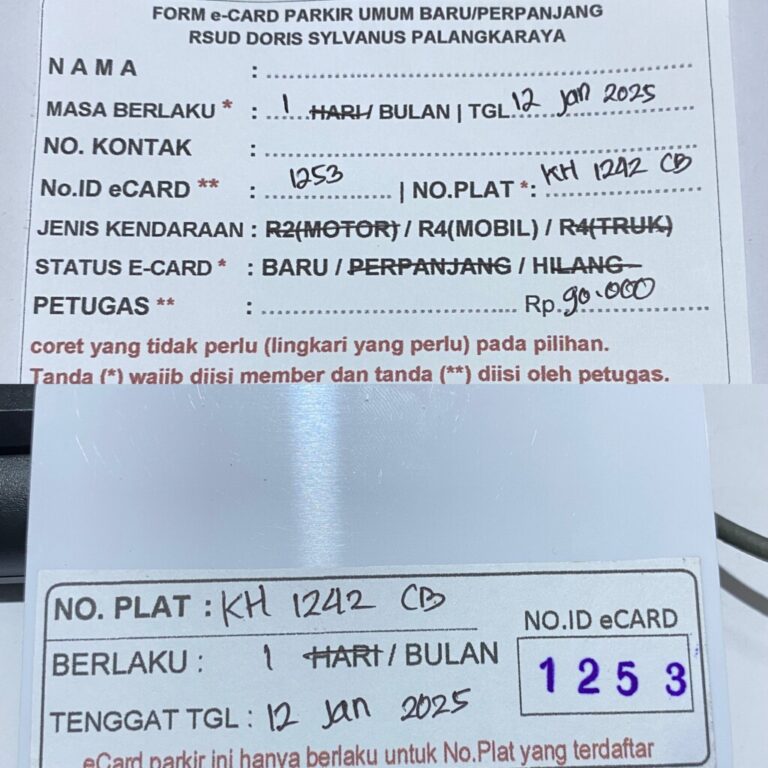 FORM e-CARD PARKIR UMUM BARU/PERPANJANG
RSUD DORIS SYLVANUS PALANGKARAYA
NAMA : ..........
MASA BERLAKU * : 1 HARI / BULAN | TGL. 12 Jan 2025
NO. KONTAK : ..........
No.ID eCARD ** : 1253 | NO.PLAT *: KH 1242 CB
JENIS KENDARAAN : R2(MOTOR) / R4(MOBIL) / R4(TRUK)
STATUS E-CARD * : BARU / PERPANJANG / HILANG
PETUGAS ** : .......... Rp. 90.000
coret yang tidak perlu (lingkari yang perlu) pada pilihan.
Tanda (*) wajib diisi member dan tanda (**) diisi oleh petugas.
NO. PLAT : KH 1242 CB
BERLAKU : 1 HARI / BULAN
TENGGAT TGL : 12 Jan 2025
NO.ID eCARD
1253
eCard parkir ini hanya berlaku untuk No.Plat yang terdaftar